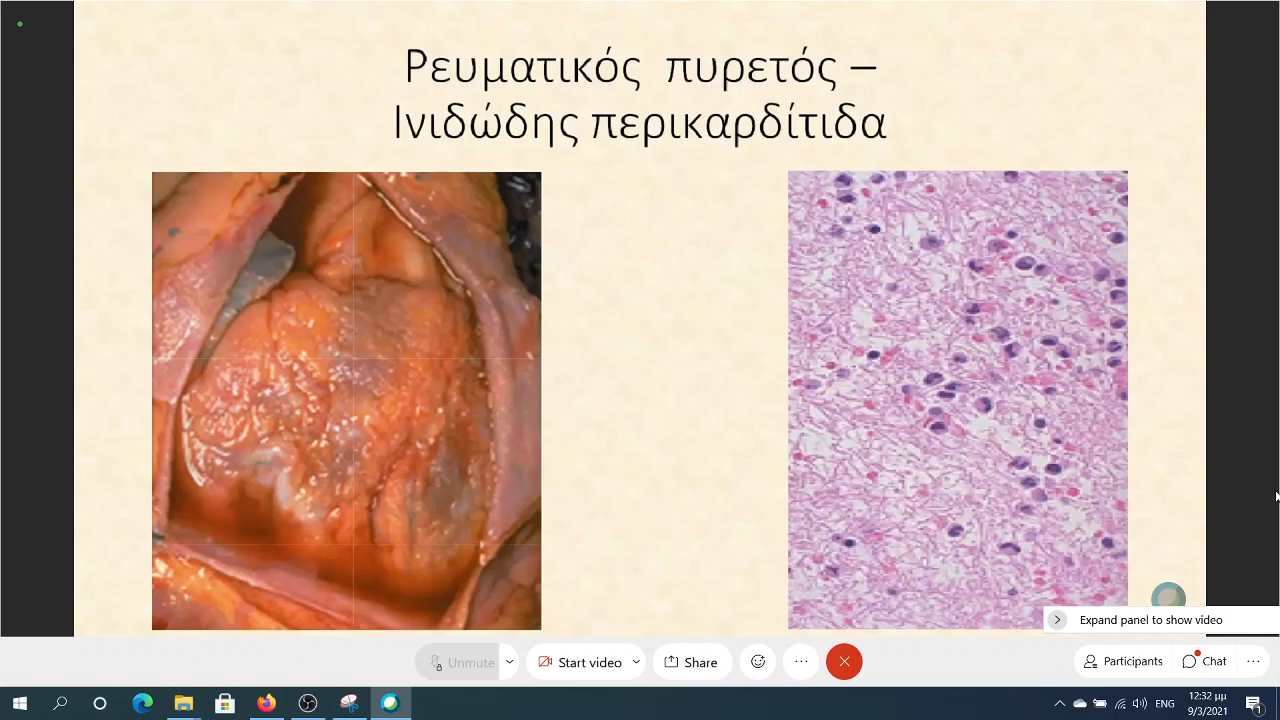 Ρευματικός πυρετός –
Ινιδώδης περικαρδίτιδα
Expand panel to show video
Unmute
Start video
Share
Participants
Chat
ENG
12:32 μμ
9/3/2021
1